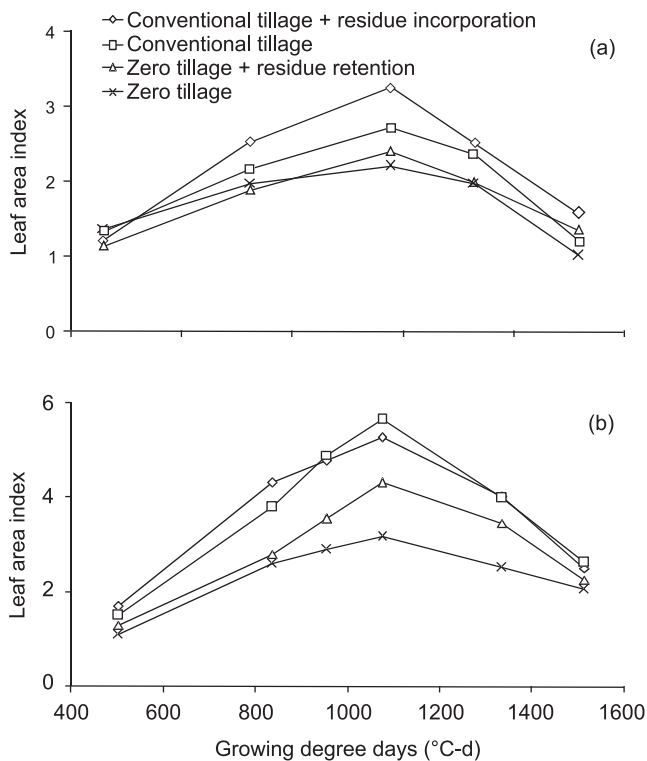 Conventional tillage + residue incorporation
Conventional tillage
Zero tillage + residue retention
Zero tillage
(a)
4
3
2
1
0
Leaf area index
(b)
6
4
2
0
Leaf area index
400 600 800 1000 1200 1400 1600
Growing degree days (°C-d)